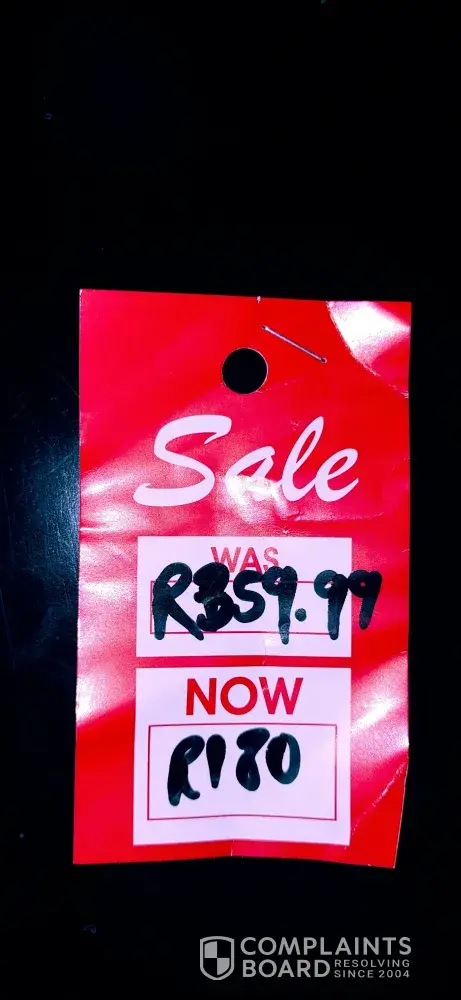 Sale
WAS
R359.99
NOW
R180
COMPLAINTS
BOARD RESOLVING
SINCE 2004